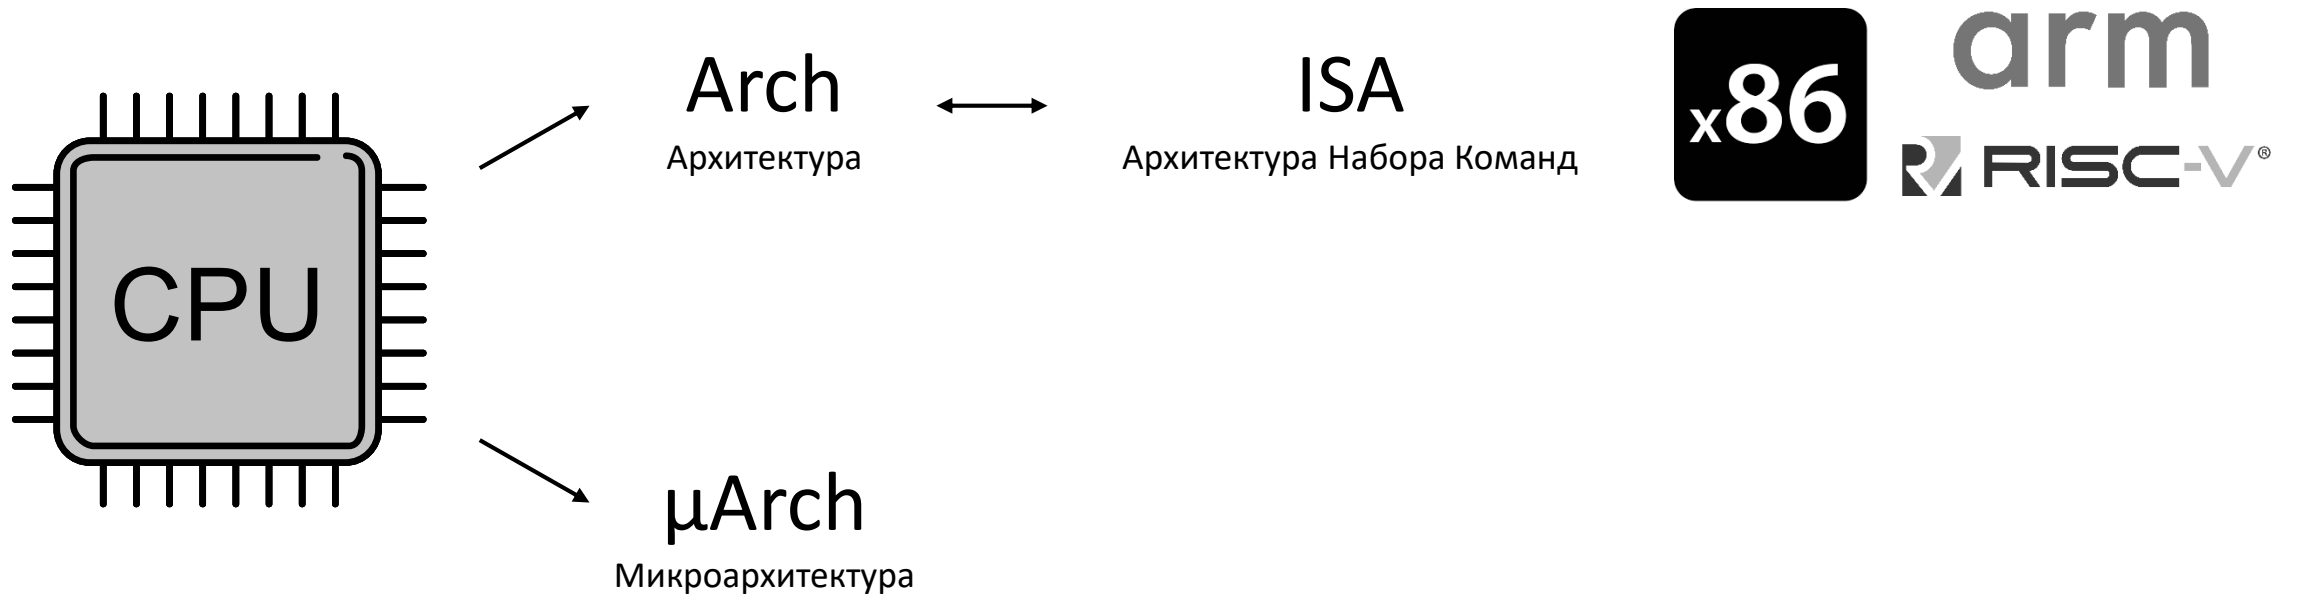 CPU
Arch
Архитектура
ISA
Архитектура Набора Команд
x86
arm
RISC-V®
µArch
Микроархитектура